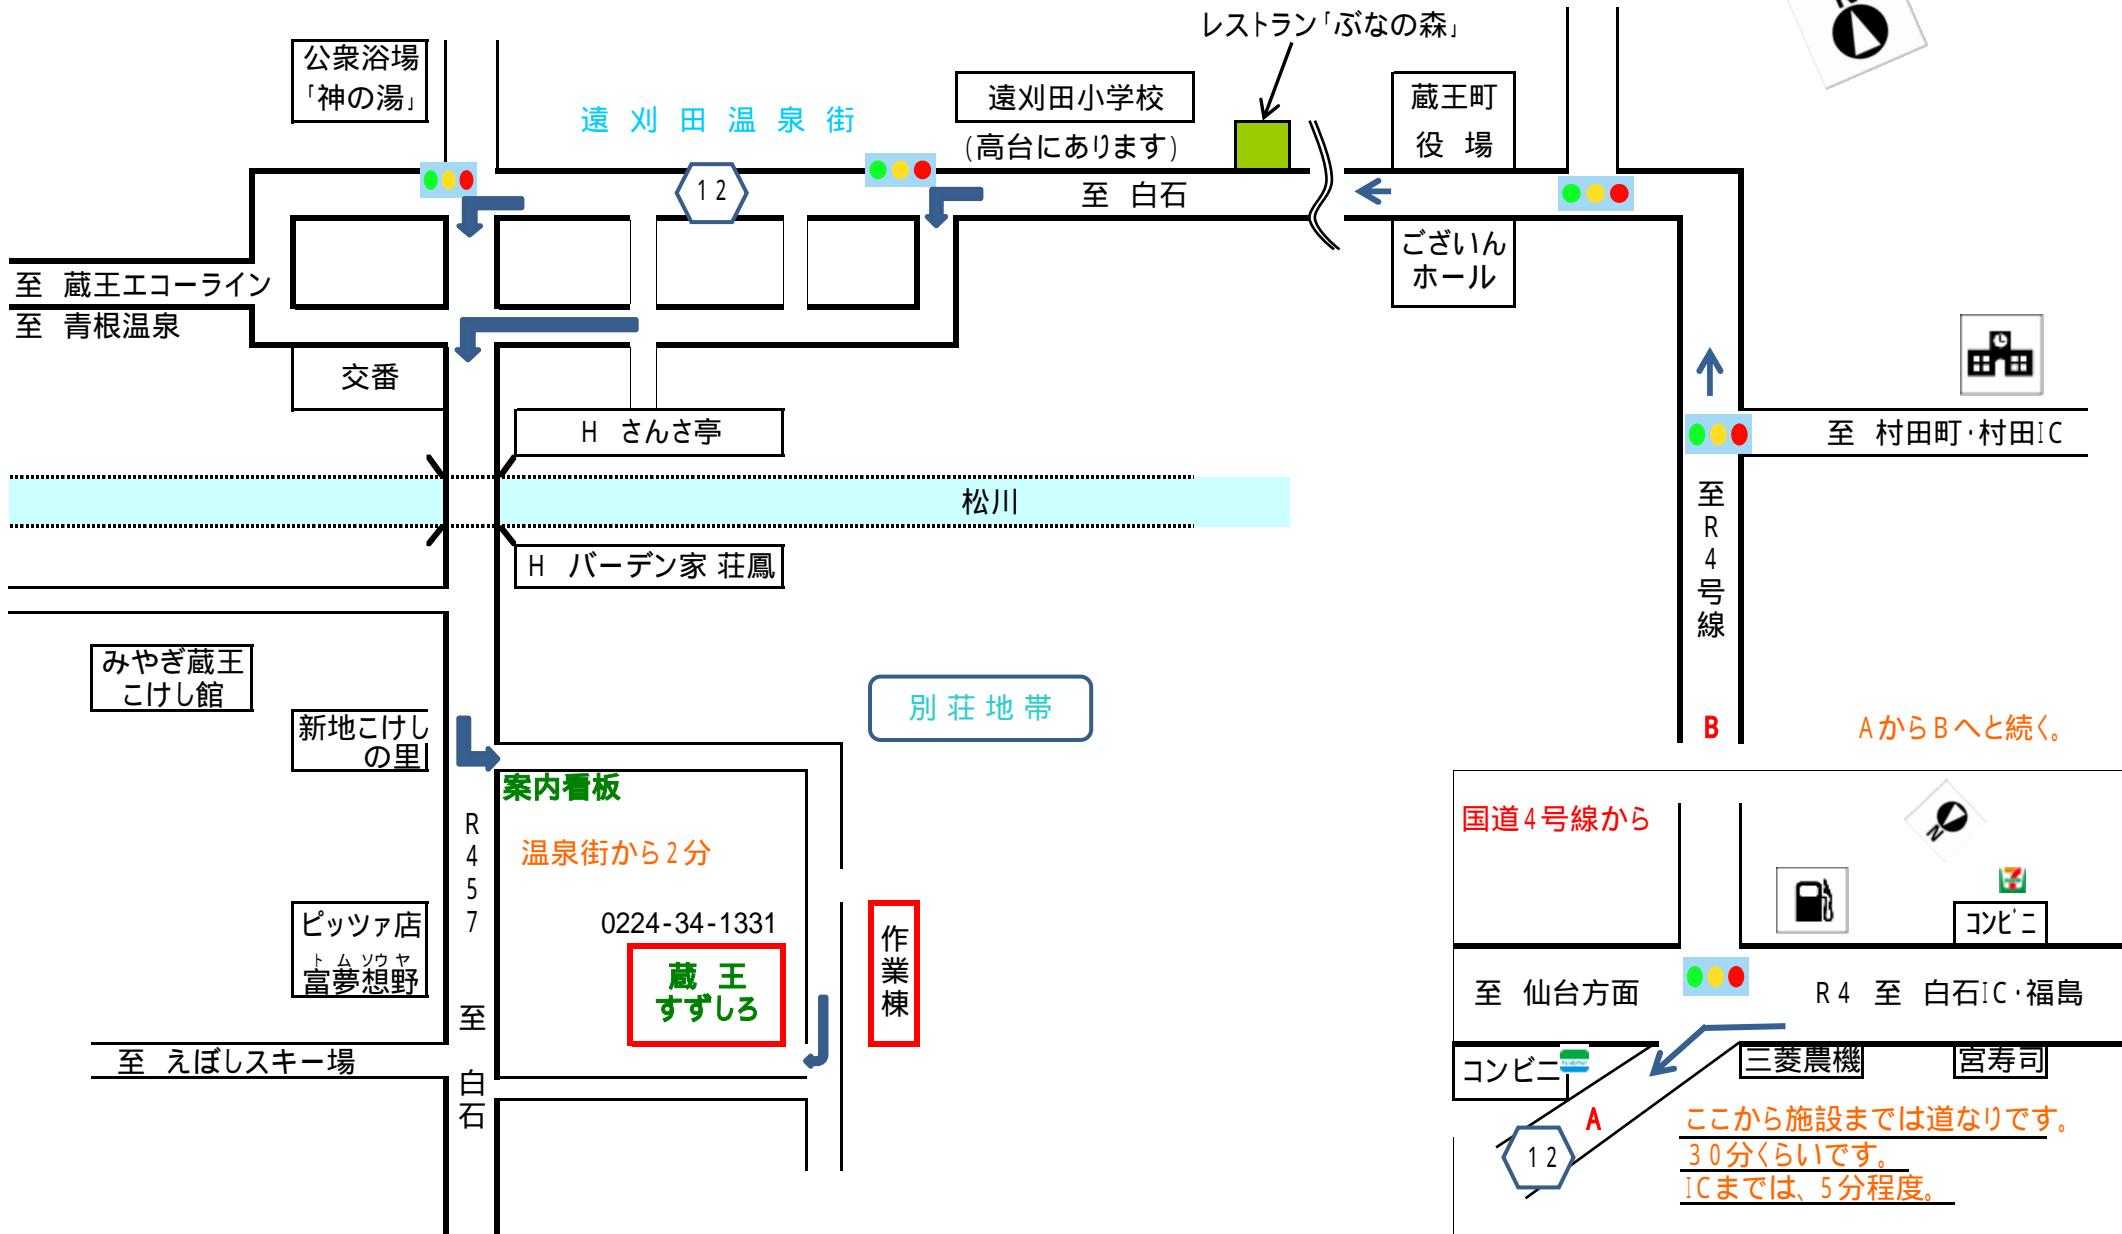 レストラン「ぶなの森」
公衆浴場
「神の湯」
遠刈田温泉街
遠刈田小学校
(高台にあります)
蔵王町
役 場
12
至 白石
ございん
ホール
至 蔵王エコーライン
至 青根温泉
交番
H さんさ亭
至 村田町・村田IC
松川
至R4号線
H バーデン家 荘鳳
みやぎ蔵王
こけし館
新地こけし
の里
別荘地帯
B
AからBへと続く。
案内看板
国道4号線から
R457 至 白石
温泉街から2分
ピッツァ店
トムソウヤ
富夢想野
0224-34-1331
蔵 王
すずしろ
作業棟
コンビニ
7
N
至 仙台方面
R4 至 白石IC・福島
至 えぼしスキー場
コンビニ
三菱農機
宮寿司
A
12
ここから施設までは道なりです。
30分くらいです。
ICまでは、5分程度。